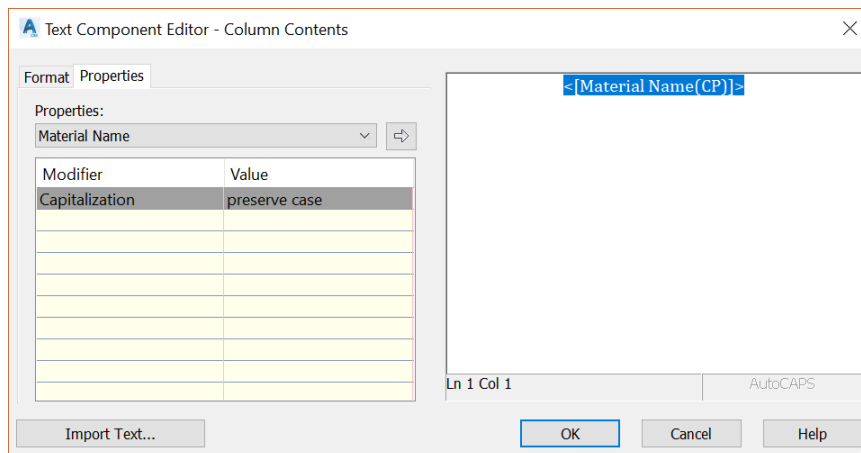 Text Component Editor - Column Contents
Format Properties
<[Material Name(CP)]>
Properties:
Material Name
Modifier Value
Capitalization preserve case
Ln 1 Col 1 AutoCAPS
Import Text... OK Cancel Help